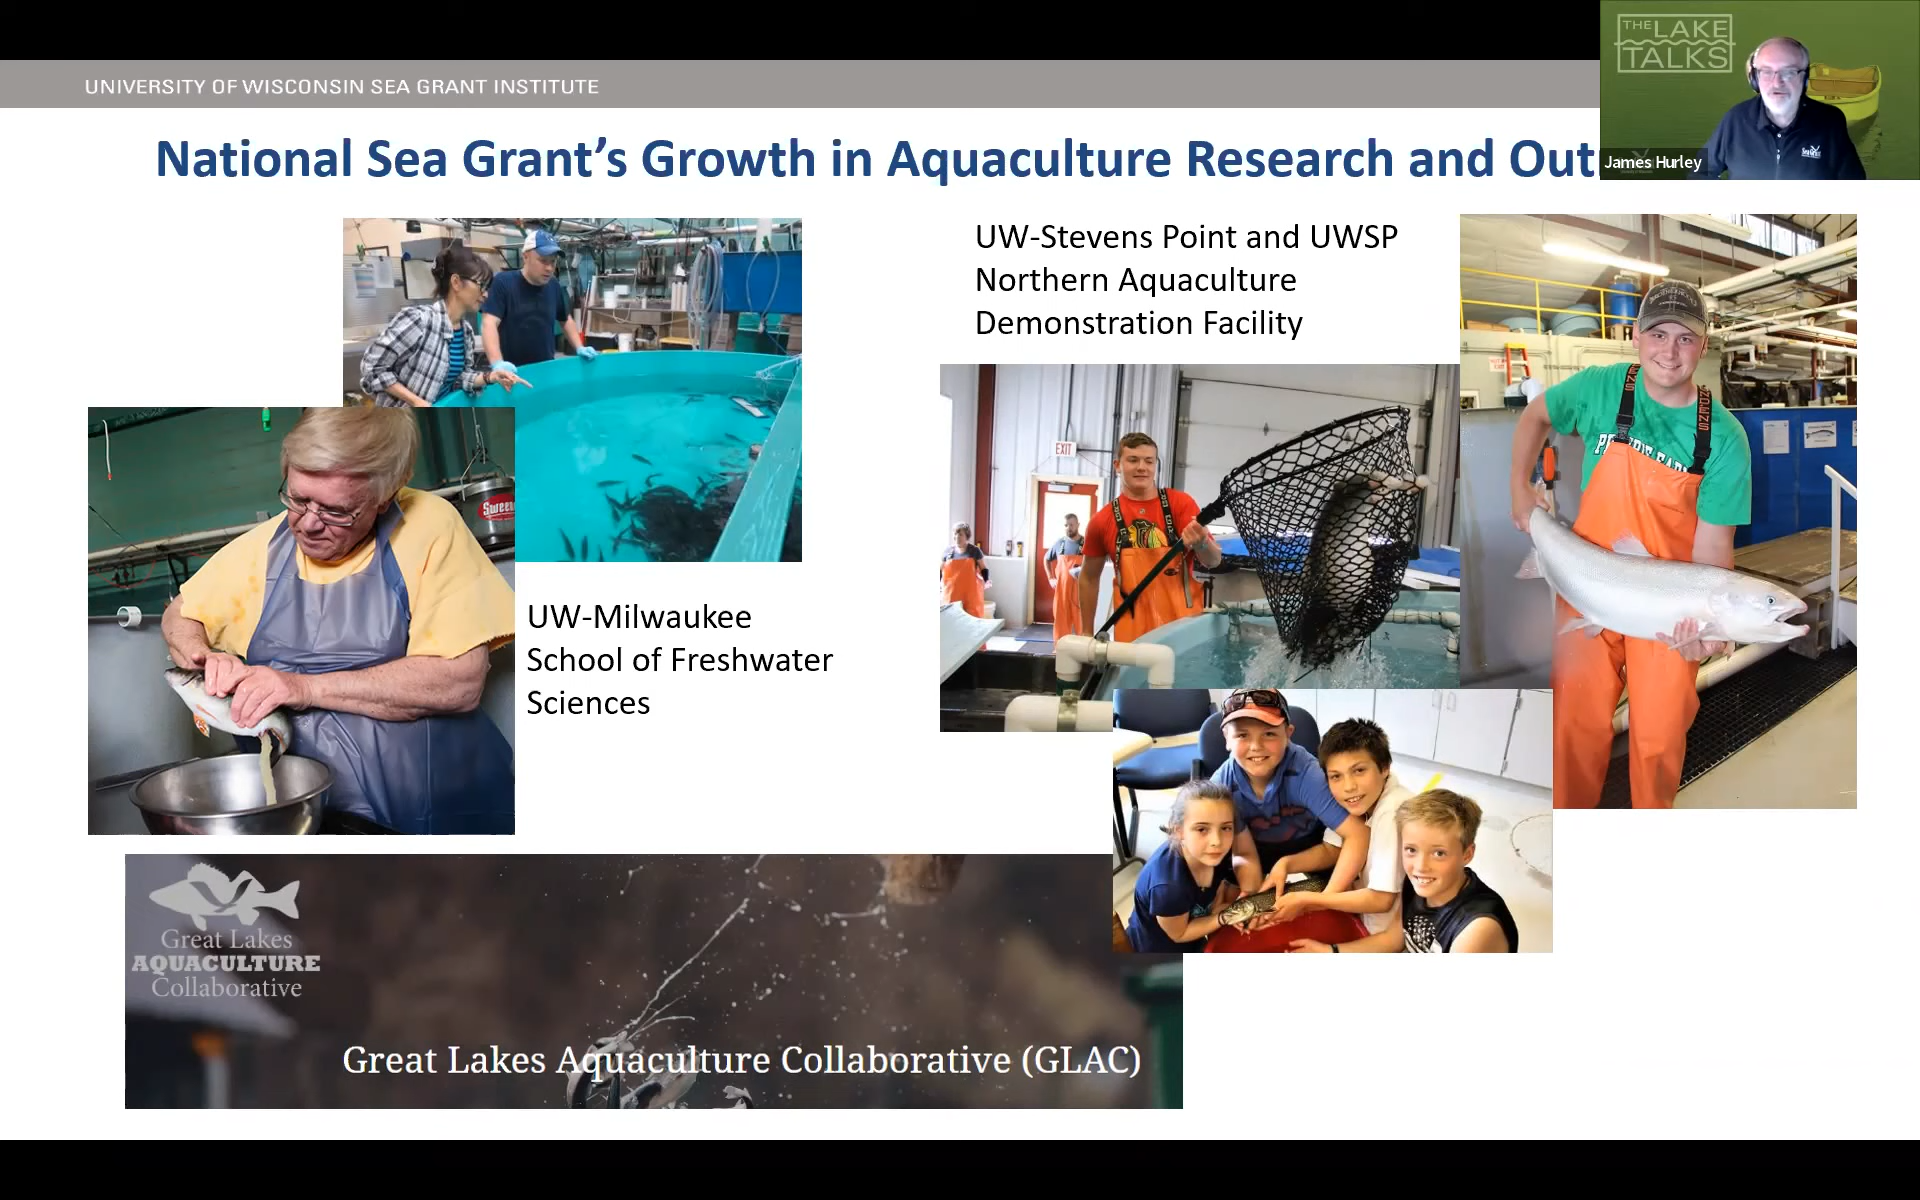 UNIVERSITY OF WISCONSIN SEA GRANT INSTITUTE
THE LAKE
TALKS
James Hurley
National Sea Grant's Growth in Aquaculture Research and Out
UW-Stevens Point and UWSP
Northern Aquaculture
Demonstration Facility
EXIT
UW-Milwaukee
School of Freshwater
Sciences
Great Lakes
AQUACULTURE
Collaborative
Great Lakes Aquaculture Collaborative (GLAC)